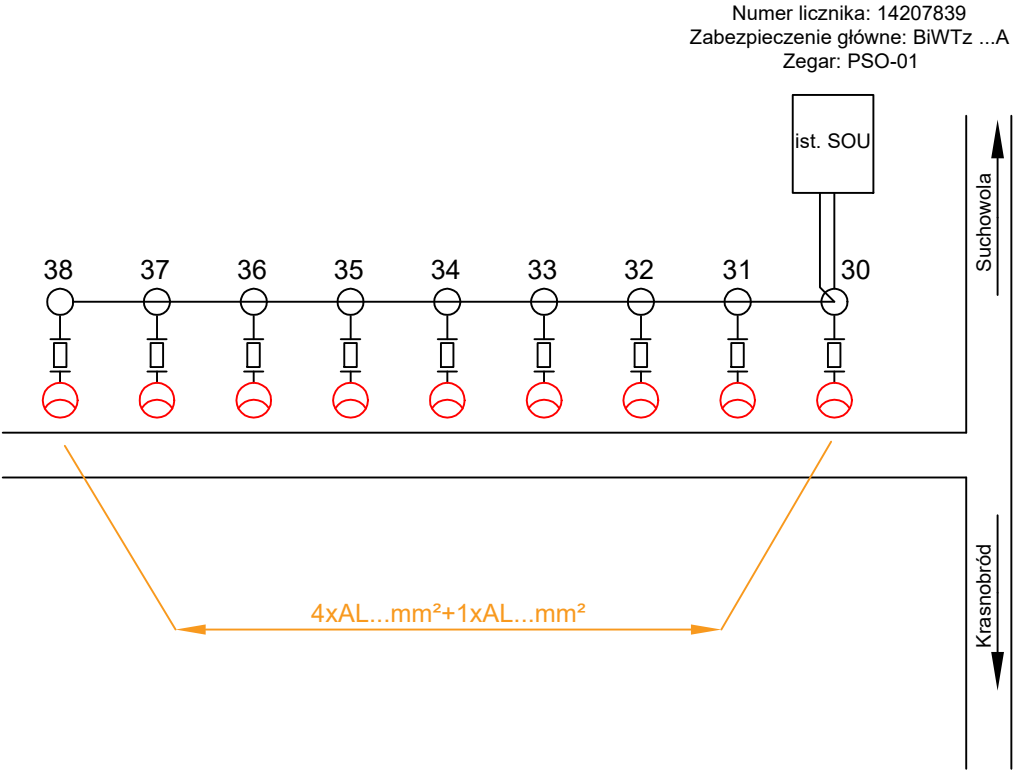 Numer licznika: 14207839
Zabezpieczenie główne: BiWTz ...A
Zegar: PSO-01
ist. SOU
Suchowola
38 37 36 35 34 33 32 31 30
4xAL...mm²+1xAL...mm²
Krasnobród